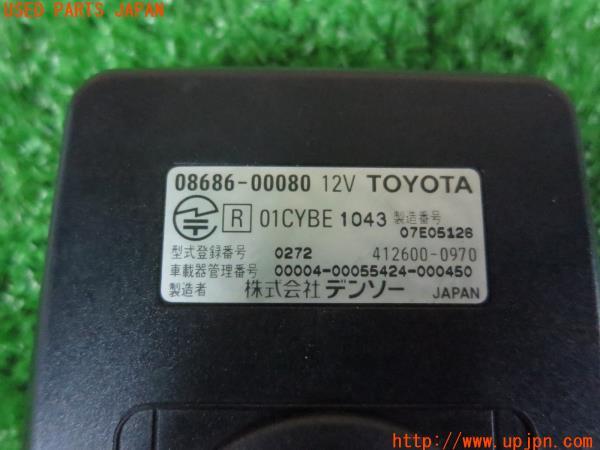 USED PARTS JAPAN
08686-00080 12V TOYOTA
R 01CYBE 1043 製造番号
07E05126
型式登録番号 0272 412600-0970
車載器管理番号 00004-00055424-000450
製造者 株式会社 デンソー JAPAN
http://www.upjpn.com